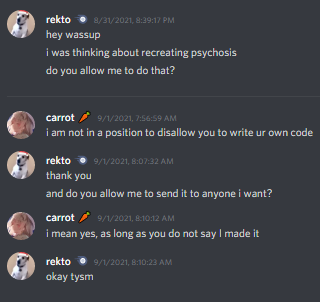 rekto 8/31/2021, 8:39:17 PM
hey wassup
i was thinking about recreating psychosis
do you allow me to do that?
carrot 9/1/2021, 7:56:59 AM
i am not in a position to disallow you to write ur own code
rekto 9/1/2021, 8:07:32 AM
thank you
and do you allow me to send it to anyone i want?
carrot 9/1/2021, 8:10:12 AM
i mean yes, as long as you do not say I made it
rekto 9/1/2021, 8:10:23 AM
okay tysm